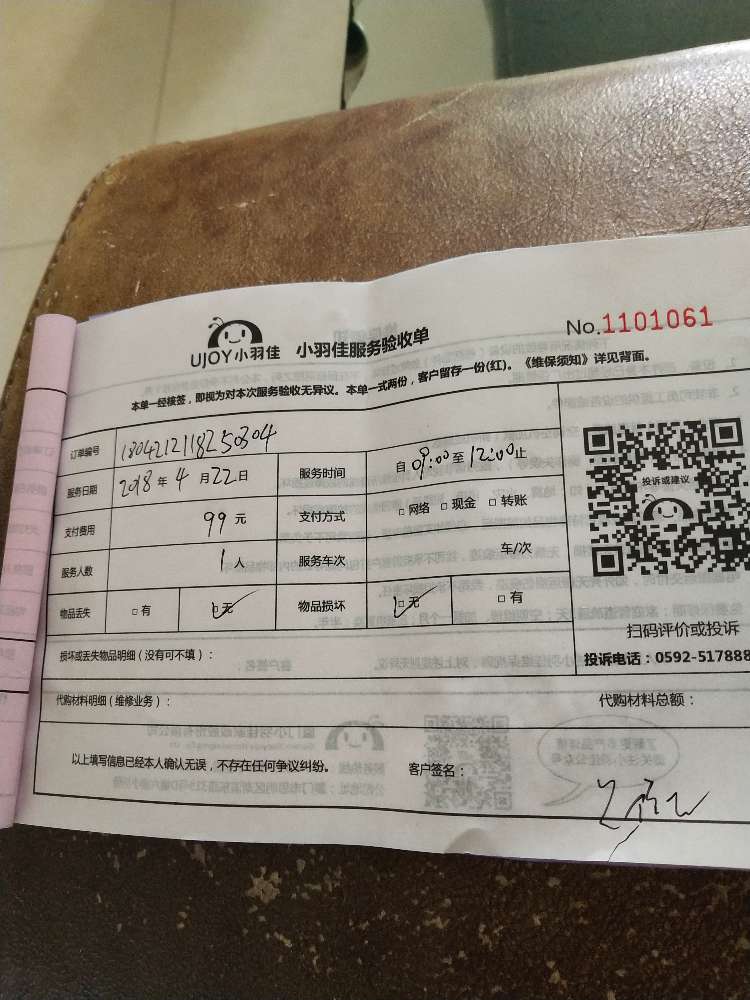 UJOY小羽佳 小羽佳服务验收单 No.1101061
本单一经核签，即视为对本次服务验收无异议。本单一式两份，客户留存一份(红)。《维保须知》详见背面。
订单编号 1804212118250304
服务日期 2018年4月22日 服务时间 自09:00至12:00止
投诉或建议
支付费用 99元 支付方式 □网络 □现金 □转账
服务人数 1人 服务车次 车/次
物品丢失 □有 □无 物品损坏 □无 □有
扫码评价或投诉
投诉电话：0592-517888
损坏或丢失物品明细（没有可不填）：
代购材料明细（维修业务）： 代购材料总额：
以上填写信息已经本人确认无误，不存在任何争议纠纷。 客户签名：